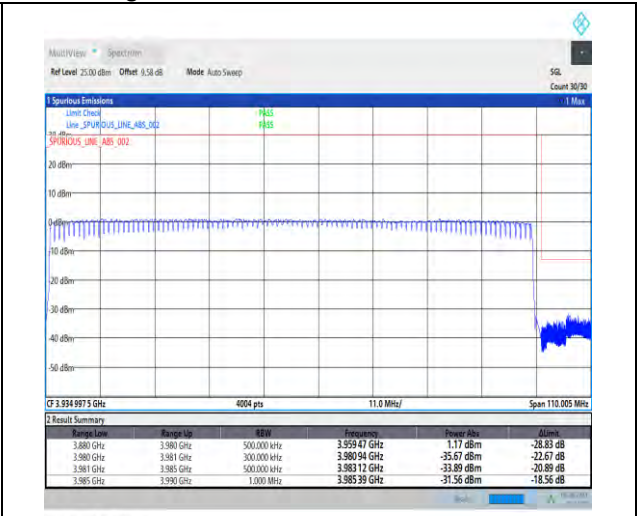 MultiView Spectrum
Ref Level 25.00 dBm Offset 9.58 dB Mode Auto Sweep SGL
Count 30/30
1 Spurious Emissions 1 Max
Limit Check PASS
Line _SPURIOUS_LINE_ABS_002 PASS
_SPURIOUS_LINE_ABS_002
20 dBm
10 dBm
0 dBm
-10 dBm
-20 dBm
-30 dBm
-40 dBm
-50 dBm
CF 3.934 997 5 GHz 4004 pts 11.0 MHz/ Span 110.005 MHz
2 Result Summary
Range Low Range Up RBW Frequency Power Abs ΔLimit
3.880 GHz 3.980 GHz 500.000 kHz 3.959 47 GHz 1.17 dBm -28.83 dB
3.980 GHz 3.981 GHz 300.000 kHz 3.980 94 GHz -35.67 dBm -22.67 dB
3.981 GHz 3.985 GHz 500.000 kHz 3.983 12 GHz -33.89 dBm -20.89 dB
3.985 GHz 3.990 GHz 1.000 MHz 3.985 39 GHz -31.56 dBm -18.56 dB